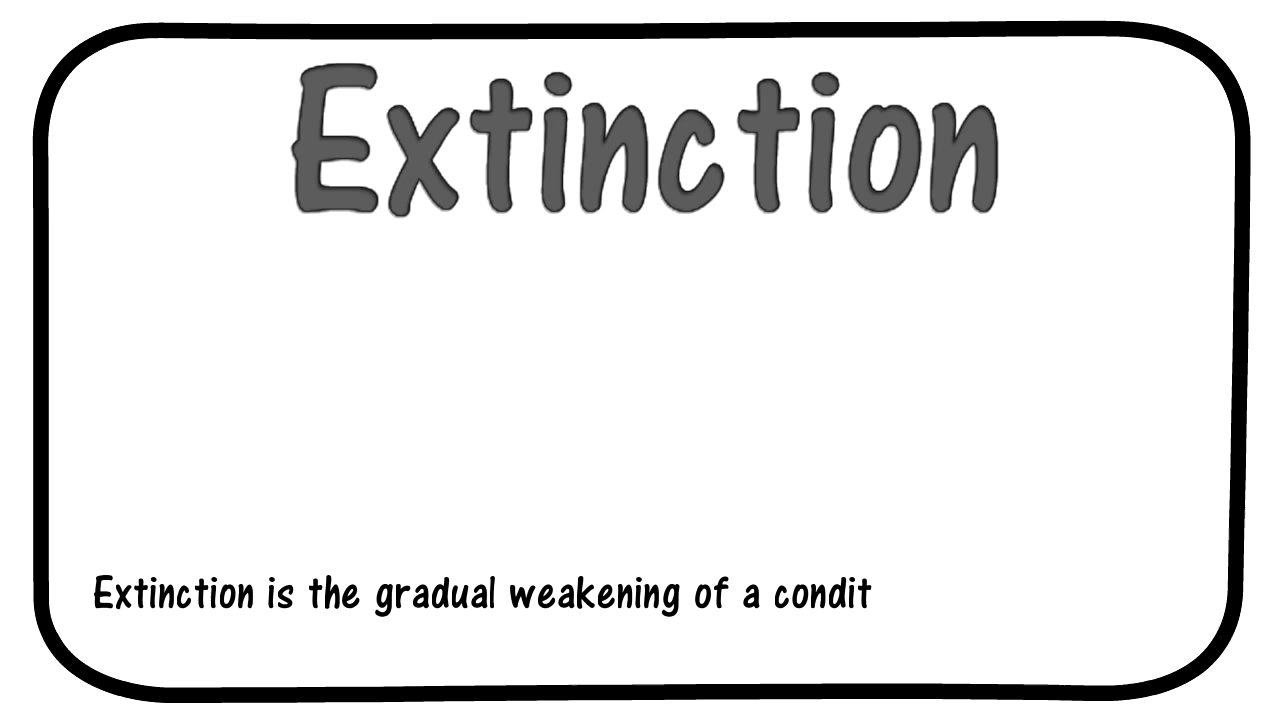 Extinction
Extinction is the gradual weakening of a condit